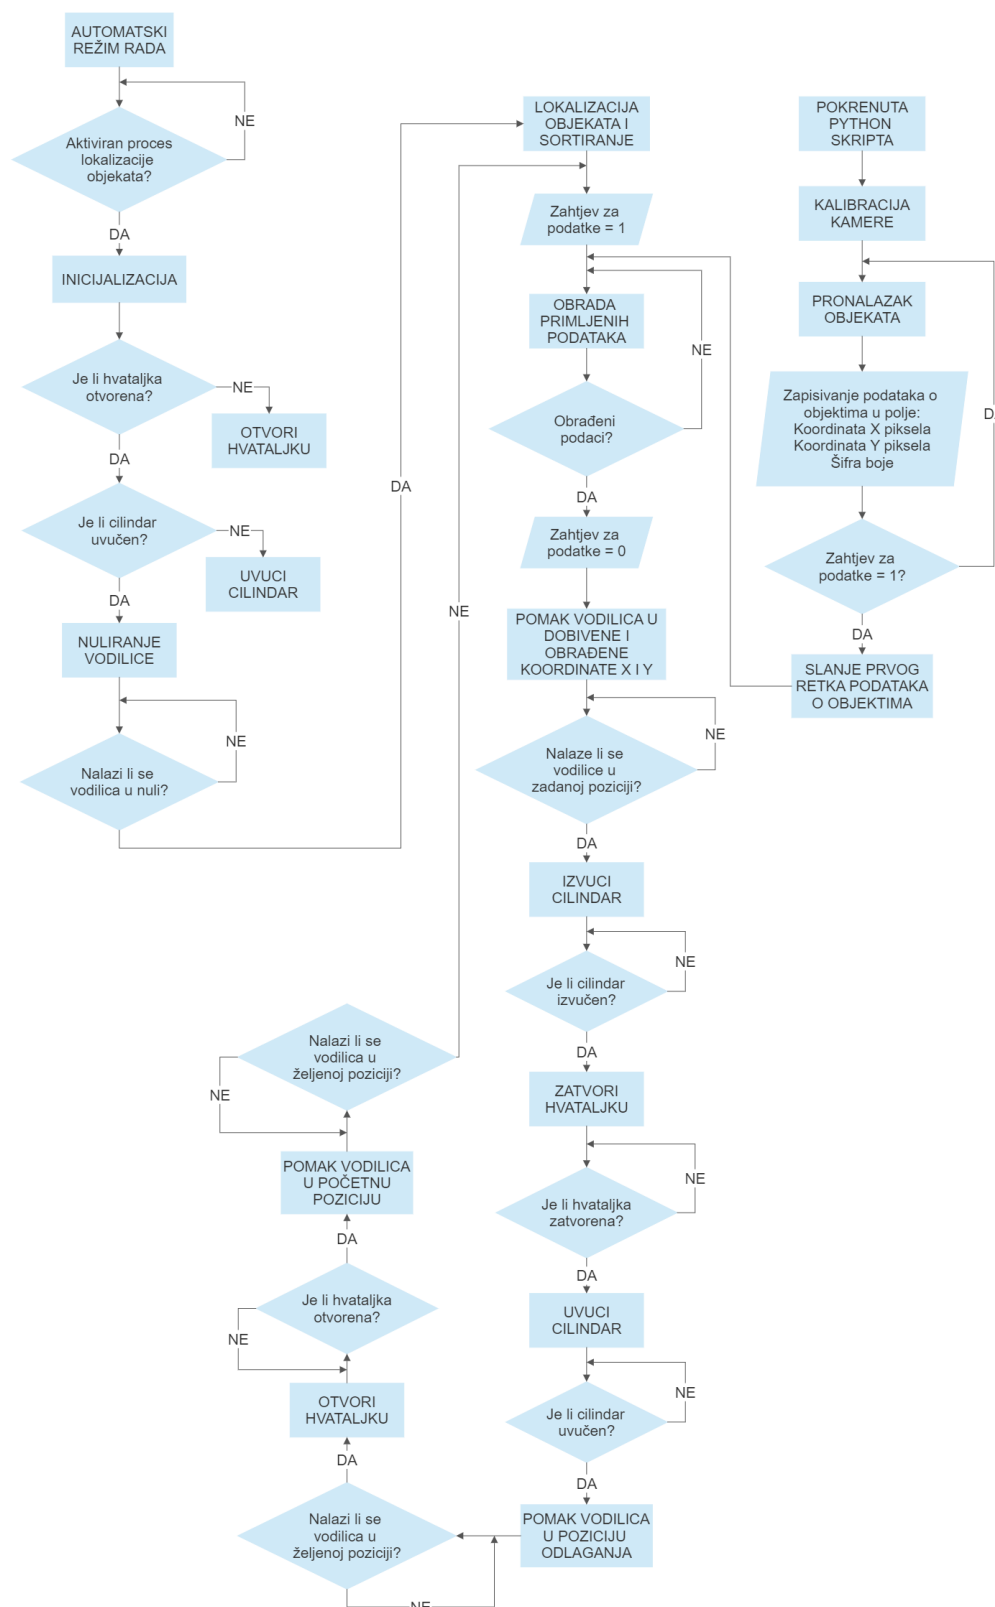 AUTOMATSKI
REŽIM RADA
NE
Aktiviran proces
lokalizacije
objekata?
DA
INICIJALIZACIJA
Je li hvataljka
otvorena?
NE
OTVORI
HVATALJKU
DA
Je li cilindar
uvučen?
NE
UVUCI
CILINDAR
DA
NULIRANJE
VODILICE
NE
Nalazi li se
vodilica u nuli?
DA
LOKALIZACIJA
OBJEKATA I
SORTIRANJE
Zahtjev za
podatke = 1
OBRADA
PRIMLJENIH
PODATAKA
NE
Obrađeni
podaci?
DA
Zahtjev za
podatke = 0
POMAK VODILICA U
DOBIVENE I
OBRAĐENE
KOORDINATE X I Y
NE
Nalaze li se
vodilice u
zadanoj poziciji?
DA
IZVUCI
CILINDAR
NE
Je li cilindar
izvučen?
DA
ZATVORI
HVATALJKU
NE
Je li hvataljka
zatvorena?
DA
UVUCI
CILINDAR
NE
Je li cilindar
uvučen?
DA
POMAK VODILICA
U POZICIJU
ODLAGANJA
Nalazi li se
vodilica u
željenoj poziciji?
NE
DA
OTVORI
HVATALJKU
NE
Je li hvataljka
otvorena?
DA
POMAK VODILICA
U POČETNU
POZICIJU
NE
Nalazi li se
vodilica u
željenoj poziciji?
NE
POKRENUTA
PYTHON
SKRIPTA
KALIBRACIJA
KAMERE
PRONALAZAK
OBJEKATA
Zapisivanje podataka o
objektima u polje:
Koordinata X piksela
Koordinata Y piksela
Šifra boje
Zahtjev za
podatke = 1?
DA
SLANJE PRVOG
RETKA PODATAKA
O OBJEKTIMA